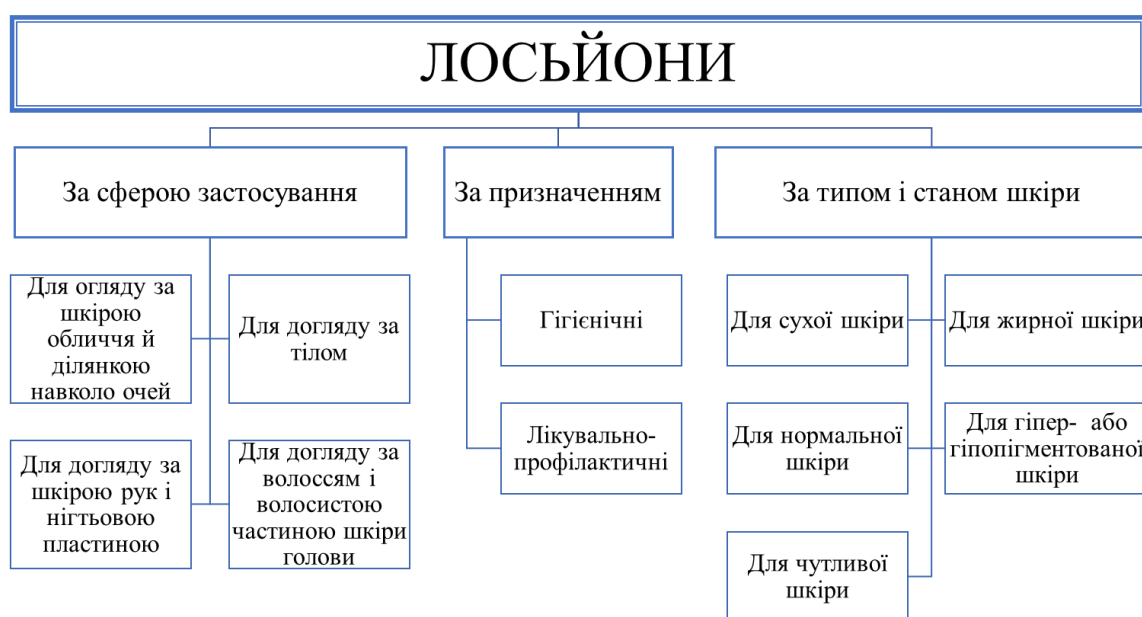 ЛОСЬЙОНИ
За сферою застосування
За призначенням
За типом і станом шкіри
Для огляду за
шкірою
обличчя й
ділянкою
навколо очей
Для догляду за
тілом
Для догляду за
шкірою рук і
нігтьовою
пластиною
Для догляду за
волоссям і
волосистою
частиною шкіри
голови
Гігієнічні
Лікувально-
профілактичні
Для сухої шкіри
Для жирної шкіри
Для нормальної
шкіри
Для гіпер- або
гіпопігментованої
шкіри
Для чутливої
шкіри